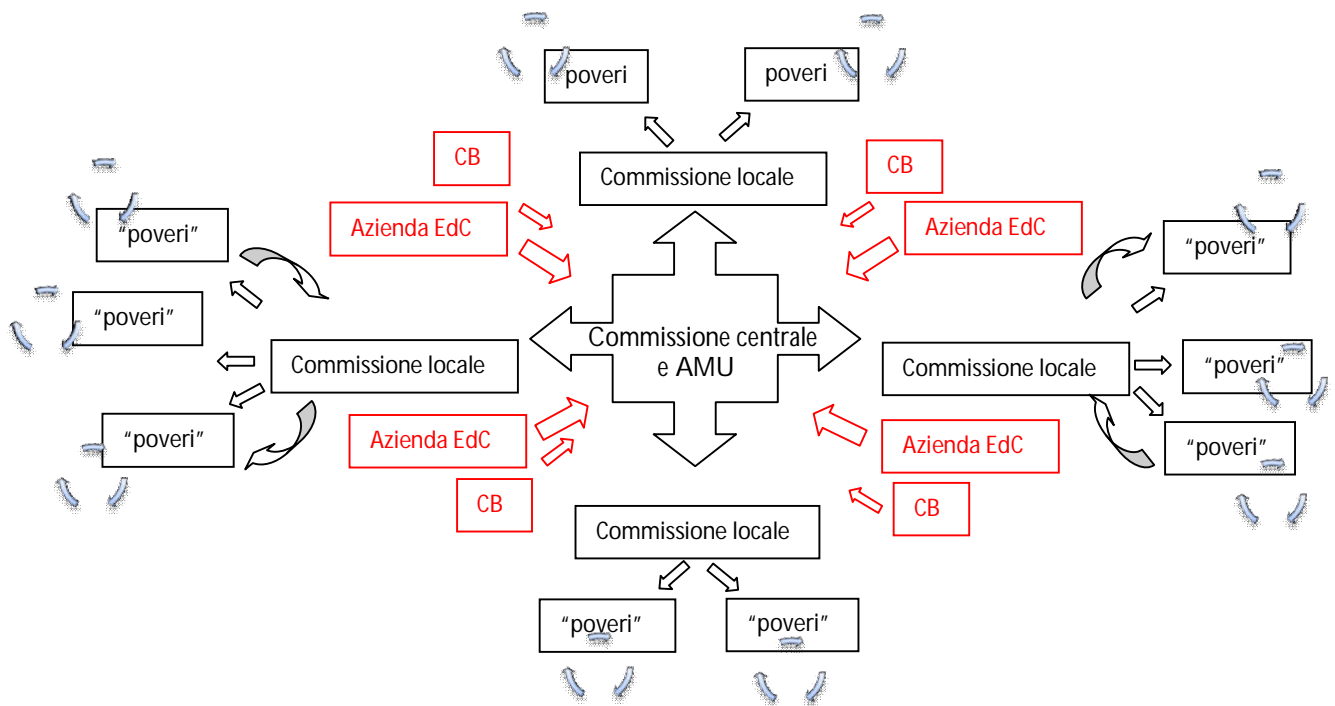 poveri
poveri
CB
CB
Commissione locale
Azienda EdC
Azienda EdC
“poveri”
“poveri”
“poveri”
Commissione centrale
e AMU
Commissione locale
Commissione locale
“poveri”
“poveri”
Azienda EdC
Azienda EdC
“poveri”
CB
CB
Commissione locale
“poveri”
“poveri”